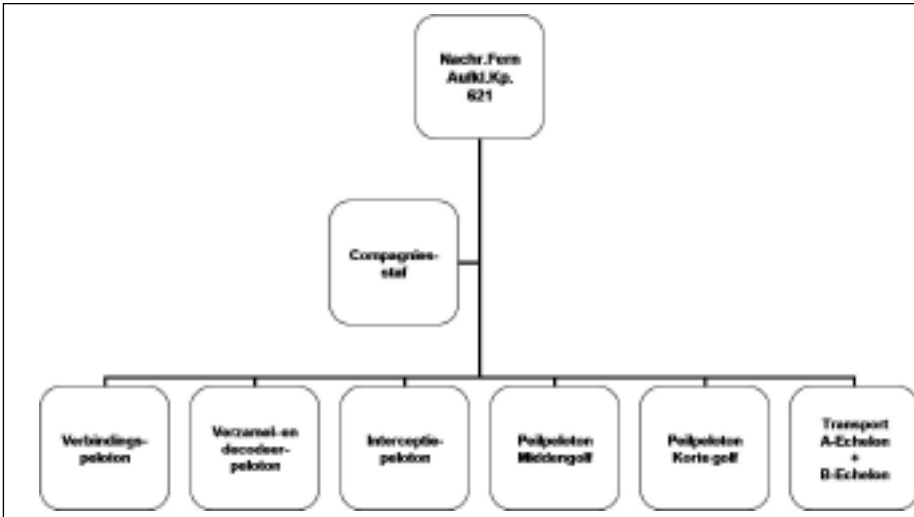 Nachr.Fern
Aufkl.Kp.
621
Compagnies-
staf
Verbindings-
peloton
Verzamel-en
decodeer-
peloton
Interceptie-
peloton
Peilpeloton
Middengolf
Peilpeloton
Korte golf
Transport
A-Echelon
+
B-Echelon